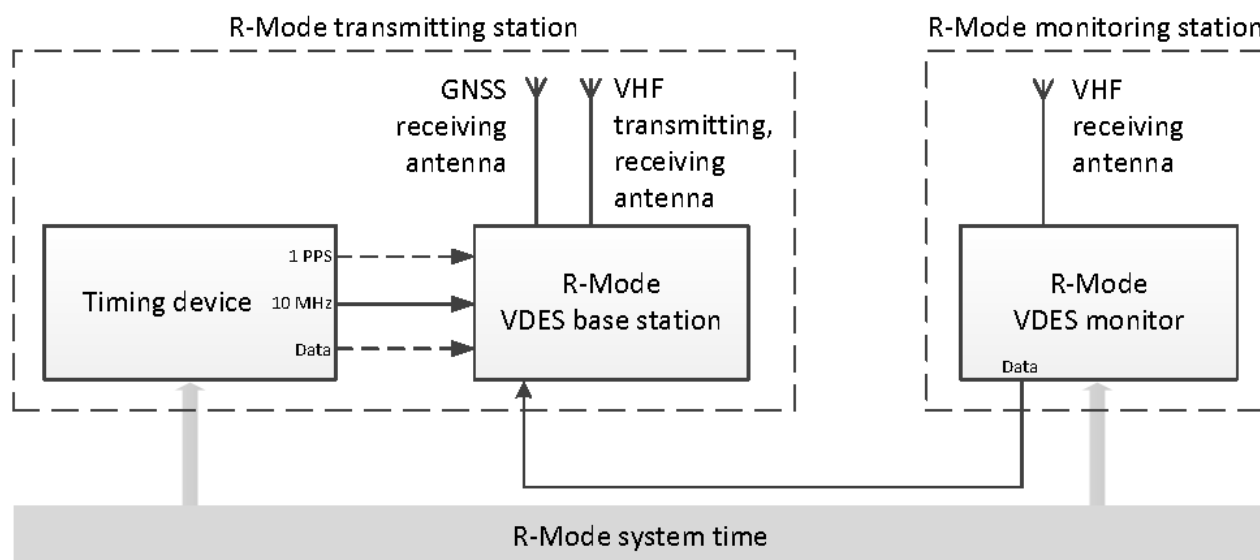 R-Mode transmitting station
R-Mode monitoring station
GNSS
receiving
antenna
VHF
transmitting,
receiving
antenna
VHF
receiving
antenna
Timing device
1 PPS
10 MHz
Data
R-Mode
VDES base station
R-Mode
VDES monitor
Data
R-Mode system time